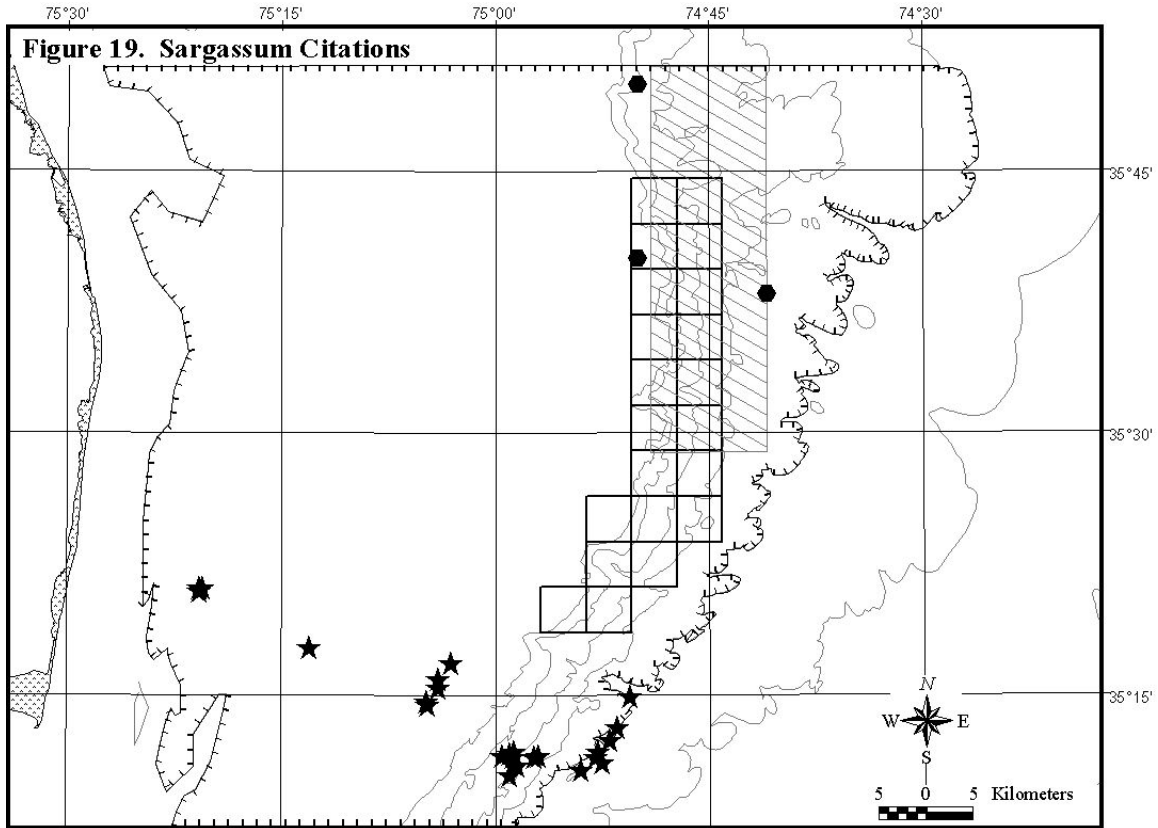 75°30' 75°15' 75°00' 74°45' 74°30'
Figure 19. Sargassum Citations
35°45'
35°30'
35°15'
N
W E
S
5 0 5 Kilometers